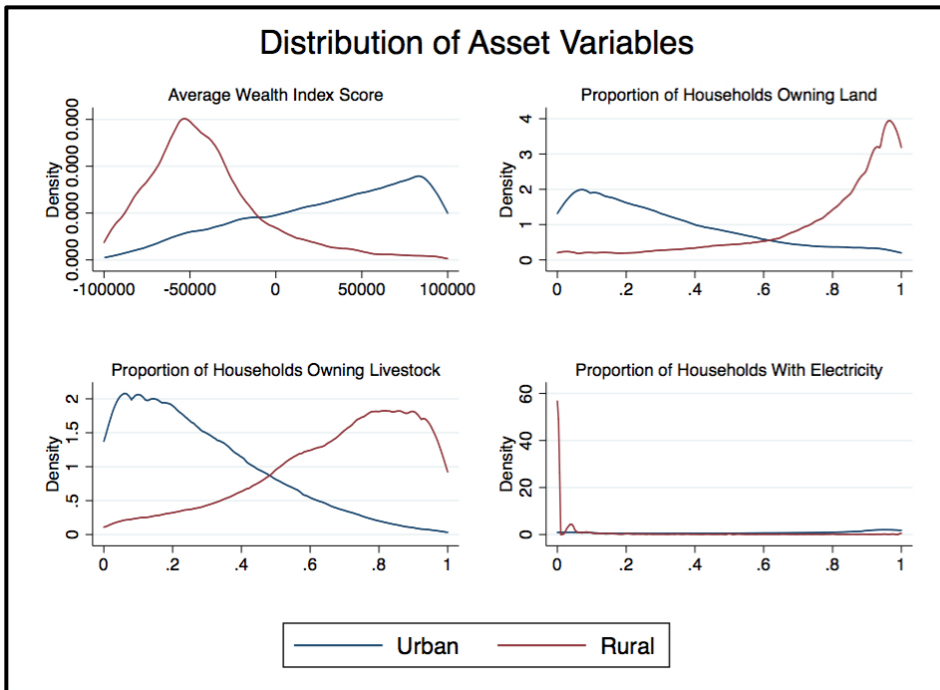 Distribution of Asset Variables
Average Wealth Index Score
Density
0.0000 0.0000 0.0000 0.000
-100000 -50000 0 50000 100000
Proportion of Households Owning Land
Density
4
3
2
1
0
0 .2 .4 .6 .8 1
Proportion of Households Owning Livestock
Density
2
1.5
1
.5
0
0 .2 .4 .6 .8 1
Proportion of Households With Electricity
Density
60
40
20
0
0 .2 .4 .6 .8 1
Urban Rural